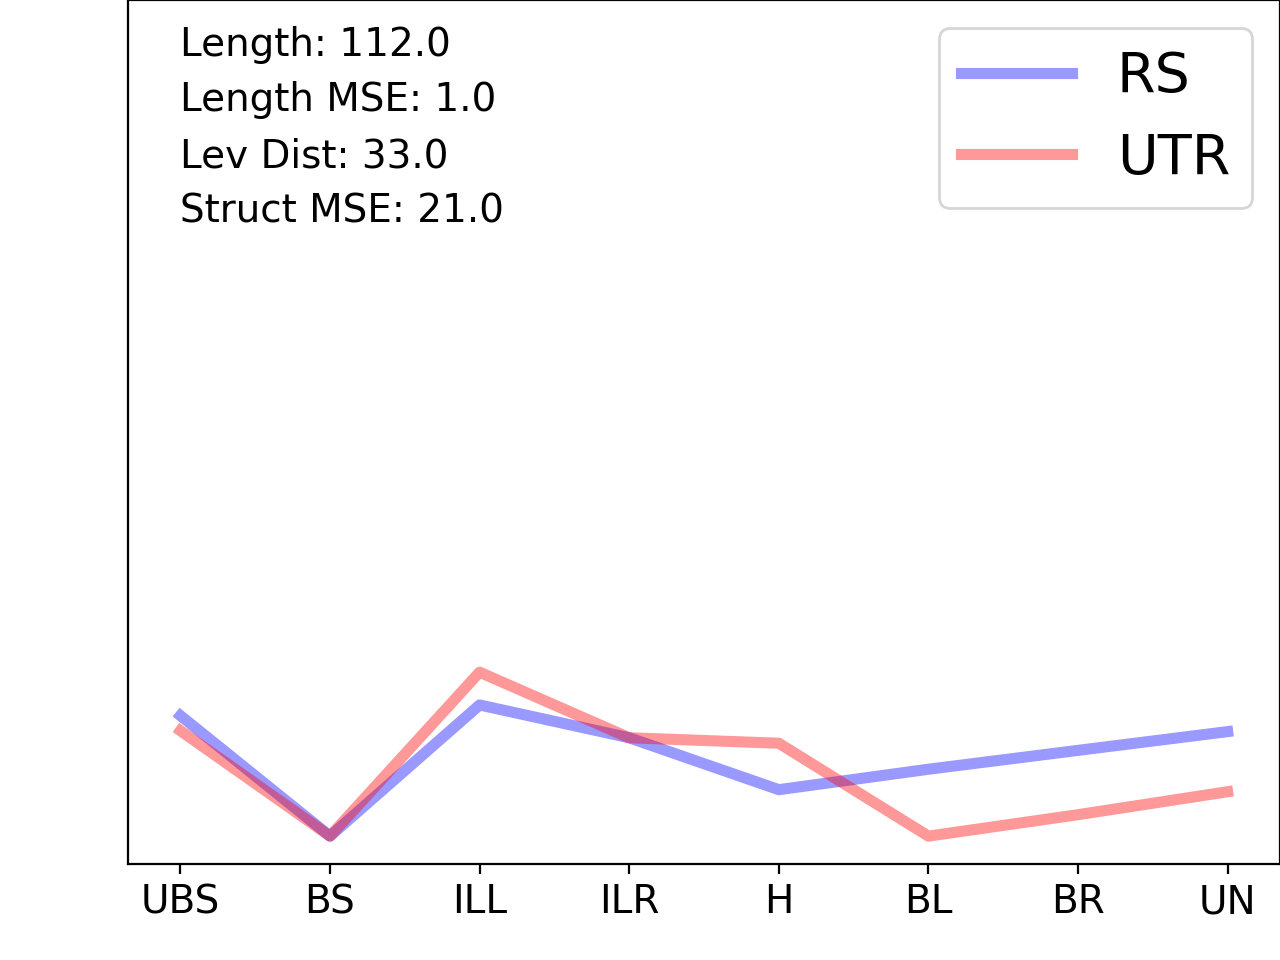 Length: 112.0
Length MSE: 1.0
Lev Dist: 33.0
Struct MSE: 21.0
RS
UTR
UBS BS ILL ILR H BL BR UN